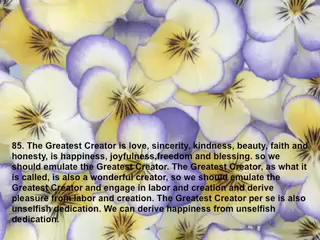 85. The Greatest Creator is love, sincerity, kindness, beauty, faith and
honesty, is happiness, joyfulness,freedom and blessing. so we
should emulate the Greatest Creator. The Greatest Creator, as what it
is called, is also a wonderful creator, so we should emulate the
Greatest Creator and engage in labor and creation and derive
pleasure from labor and creation. The Greatest Creator per se is also
unselfish dedication. We can derive happiness from unselfish
dedication.